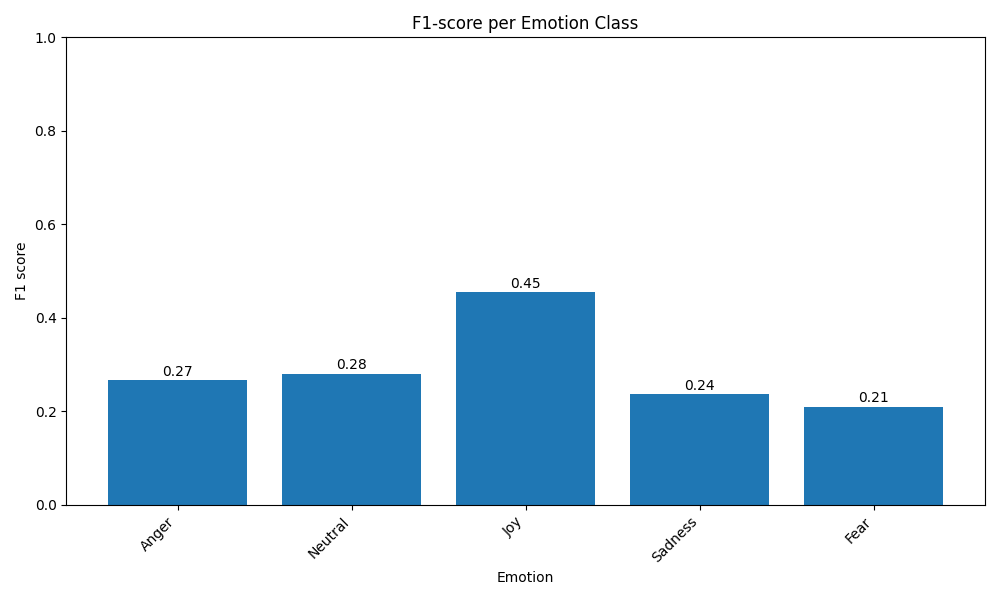 F1-score per Emotion Class
1.0
0.8
0.6
0.4
0.2
0.0
F1 score
0.27
0.28
0.45
0.24
0.21
Anger
Neutral
Joy
Sadness
Fear
Emotion